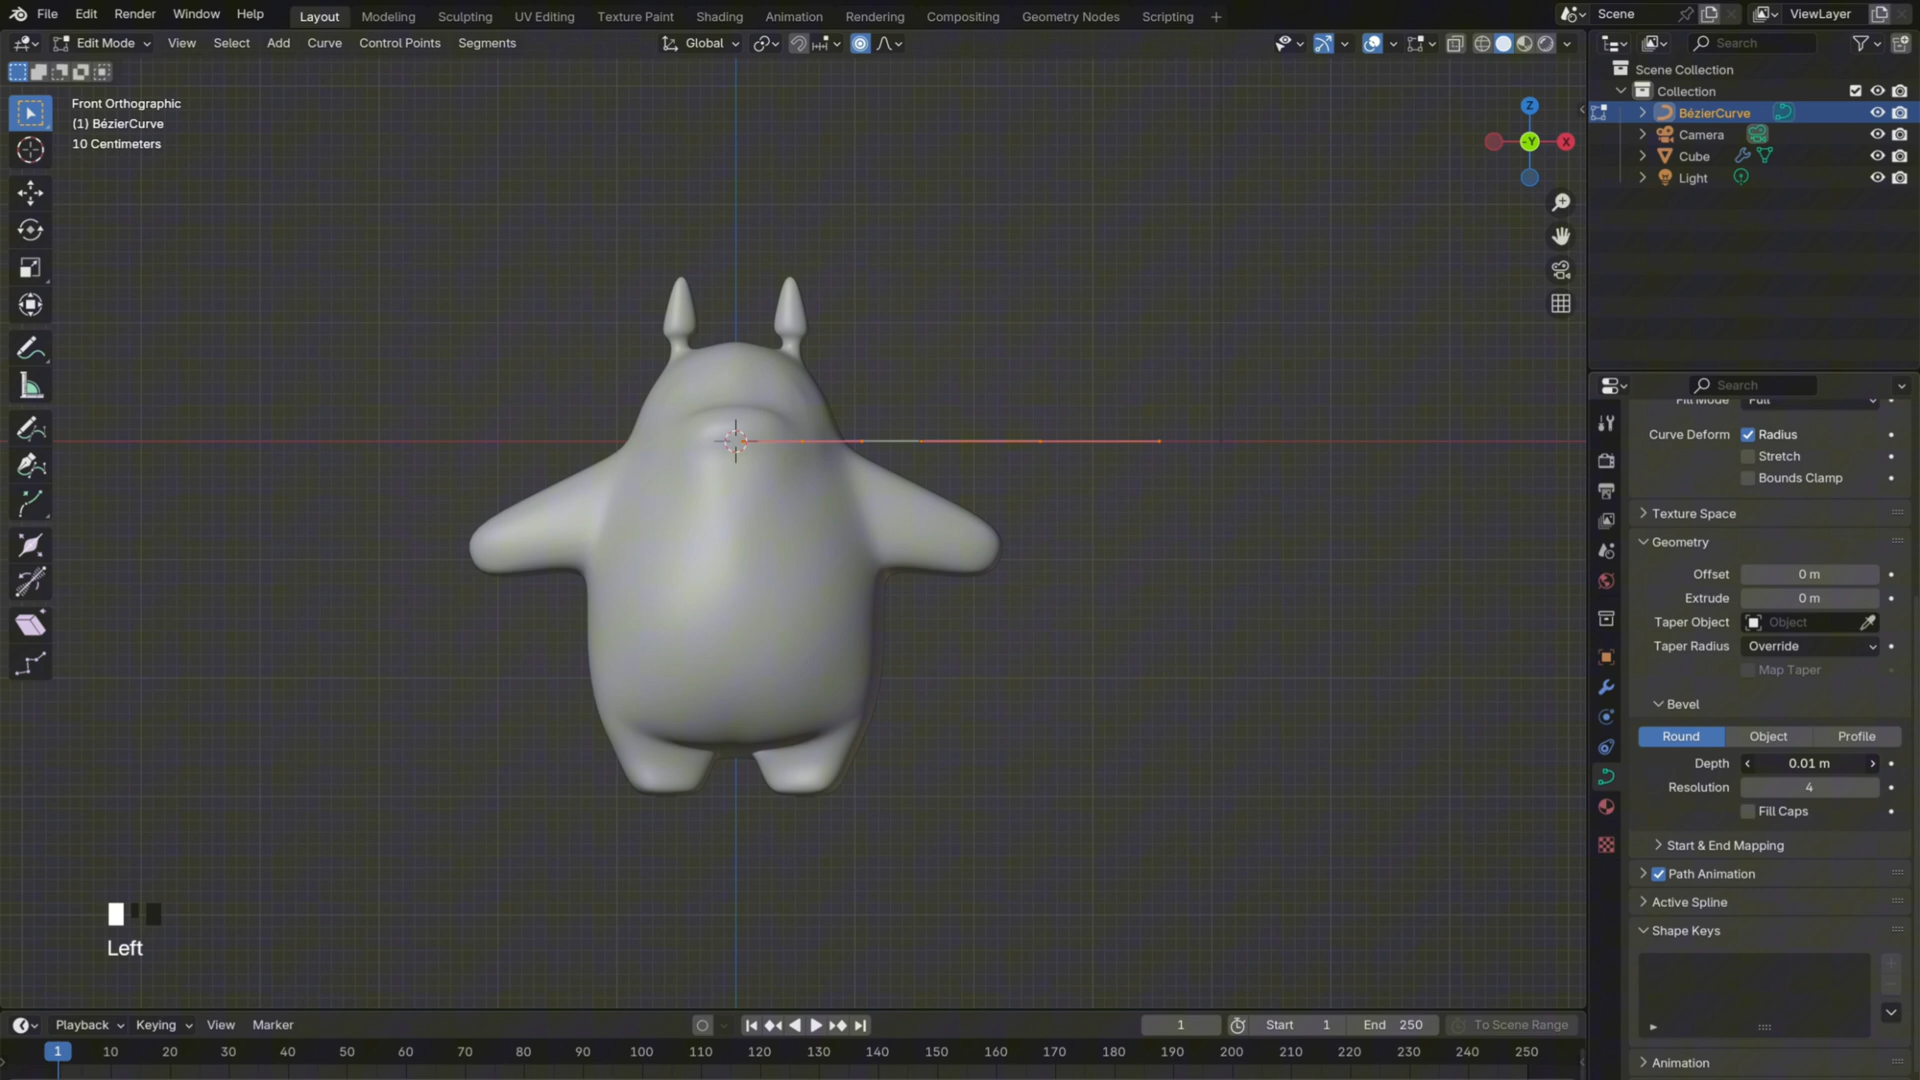 File Edit Render Window Help Layout Modeling Sculpting UV Editing Texture Paint Shading Animation Rendering Compositing Geometry Nodes Scripting + Scene ViewLayer
Edit Mode View Select Add Curve Control Points Segments Global Search
Front Orthographic
(1) BézierCurve
10 Centimeters
Z
-Y
X
Scene Collection
Collection
BézierCurve
Camera
Cube
Light
Search
Fill Mode Full
Curve Deform Radius
Stretch
Bounds Clamp
Texture Space
Geometry
Offset 0 m
Extrude 0 m
Taper Object Object
Taper Radius Override
Map Taper
Bevel
Round Object Profile
Depth 0.01 m
Resolution 4
Fill Caps
Start & End Mapping
Path Animation
Active Spline
Shape Keys
Animation
Left
Playback Keying View Marker 1 Start 1 End 250 To Scene Range
1 10 20 30 40 50 60 70 80 90 100 110 120 130 140 150 160 170 180 190 200 210 220 230 240 250